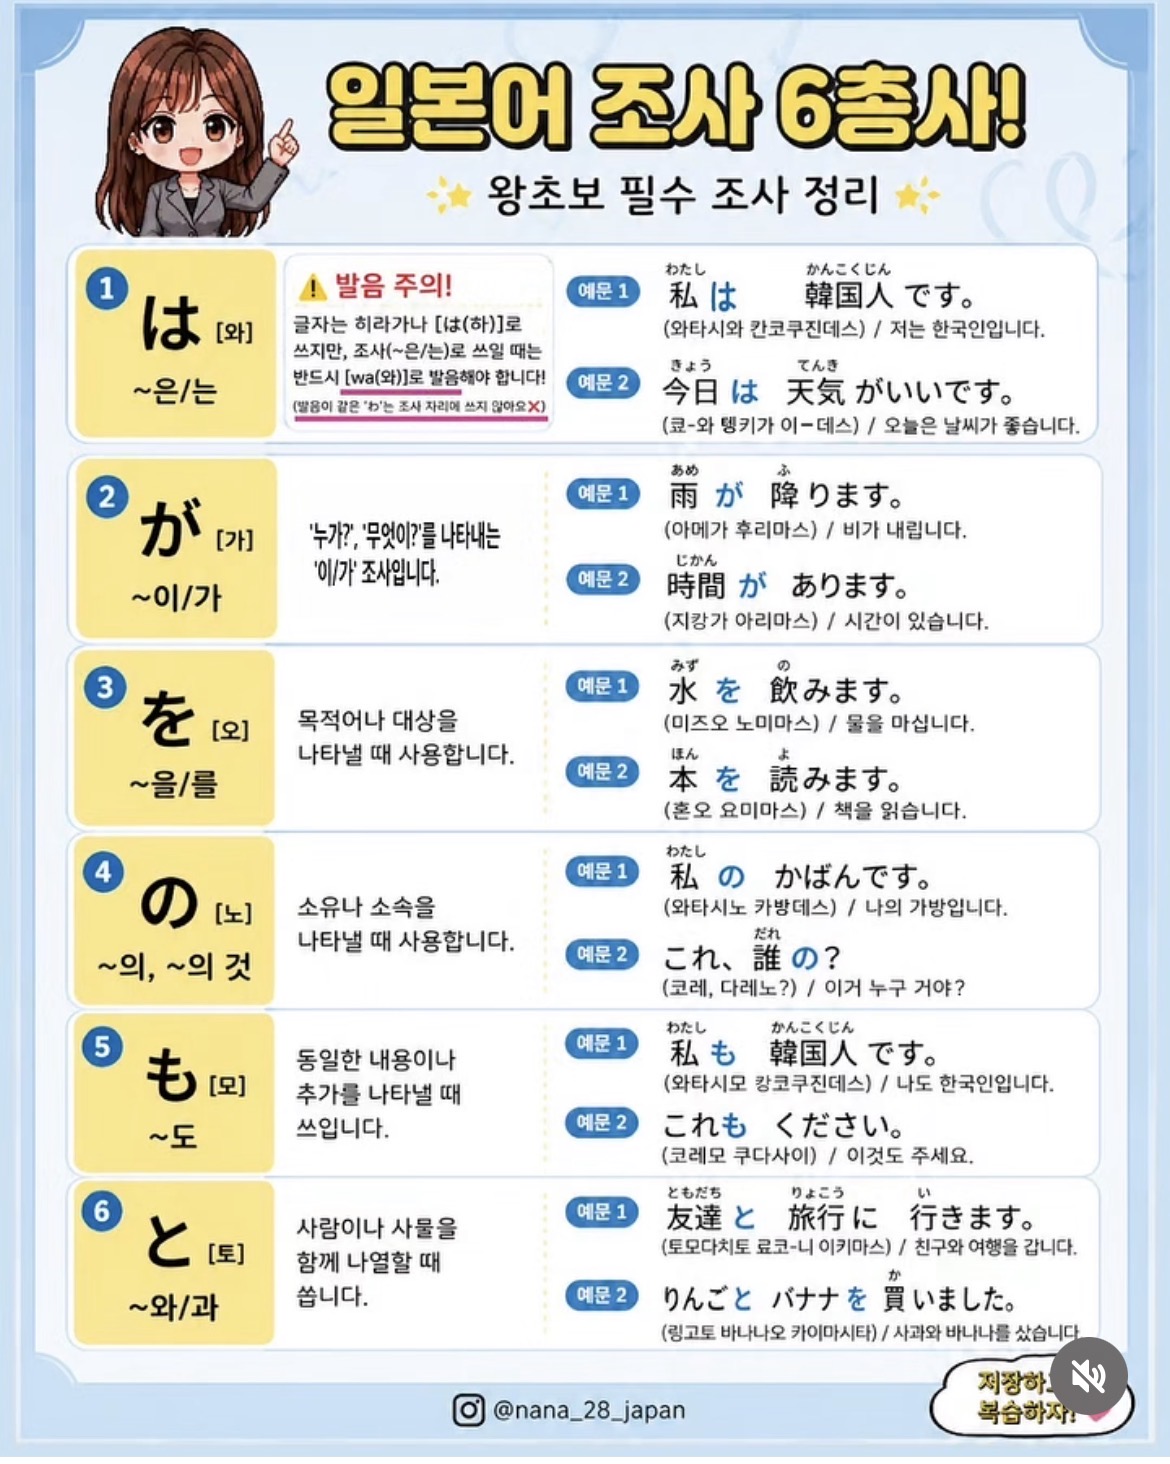 일본어 조사 6총사!
왕초보 필수 조사 정리
1
は [와]
~은/는
⚠ 발음 주의!
글자는 히라가나 [は(하)]로
쓰지만, 조사(~은/는)로 쓰일 때는
반드시 [wa(와)]로 발음해야 합니다!
(발음이 같은 'わ'는 조사 자리에 쓰지 않아요❌)
예문 1
わたし かんこくじん
私 は 韓国人 です。
(와타시와 칸코쿠진데스) / 저는 한국인입니다.
예문 2
きょう てんき
今日 は 天気 がいいです。
(쿄-와 텡키가 이-데스) / 오늘은 날씨가 좋습니다.
2
が [가]
~이/가
'누가?', '무엇이?'를 나타내는
'이/가' 조사입니다.
예문 1
あめ ふ
雨 が 降ります。
(아메가 후리마스) / 비가 내립니다.
예문 2
じかん
時間 が あります。
(지캉가 아리마스) / 시간이 있습니다.
3
を [오]
~을/를
목적어나 대상을
나타낼 때 사용합니다.
예문 1
みず の
水 を 飲みます。
(미즈오 노미마스) / 물을 마십니다.
예문 2
ほん よ
本 を 読みます。
(혼오 요미마스) / 책을 읽습니다.
4
の [노]
~의, ~의 것
소유나 소속을
나타낼 때 사용합니다.
예문 1
わたし
私 の かばんです。
(와타시노 카방데스) / 나의 가방입니다.
예문 2
だれ
これ、誰 の?
(코레, 다레노?) / 이거 누구 거야?
5
も [모]
~도
동일한 내용이나
추가를 나타낼 때
쓰입니다.
예문 1
わたし かんこくじん
私 も 韓国人 です。
(와타시모 캉코쿠진데스) / 나도 한국인입니다.
예문 2
これも ください。
(코레모 쿠다사이) / 이것도 주세요.
6
と [토]
~와/과
사람이나 사물을
함께 나열할 때
씁니다.
예문 1
ともだち りょこう い
友達 と 旅行 に 行きます。
(토모다치토 료코-니 이키마스) / 친구와 여행을 갑니다.
예문 2
か
りんごと バナナ を 買いました。
(링고토 바나나오 카이마시타) / 사과와 바나나를 샀습니다
@nana_28_japan
저장하
복습하자!